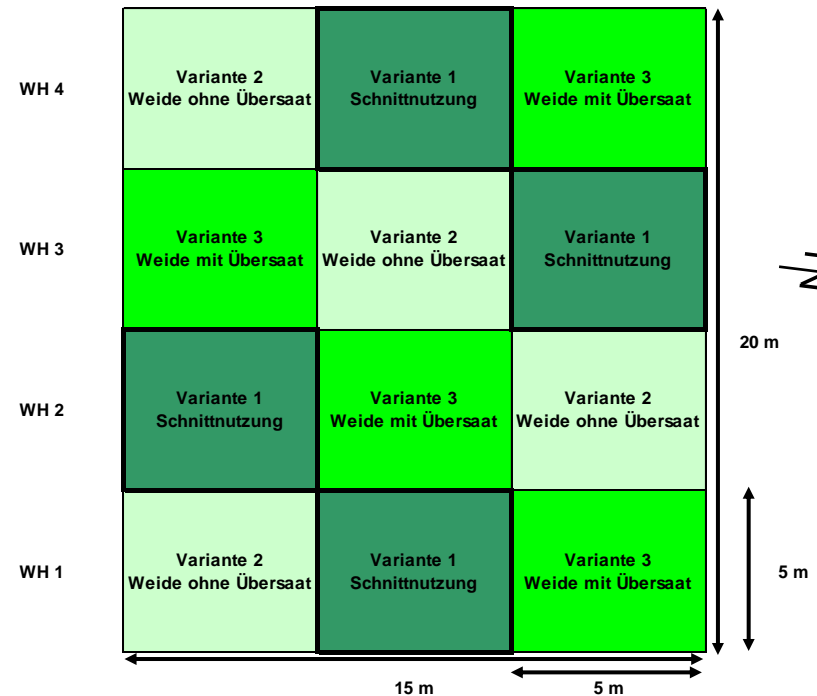 WH 4
Variante 2
Weide ohne Übersaat
Variante 1
Schnittnutzung
Variante 3
Weide mit Übersaat
WH 3
Variante 3
Weide mit Übersaat
Variante 2
Weide ohne Übersaat
Variante 1
Schnittnutzung
N
20 m
WH 2
Variante 1
Schnittnutzung
Variante 3
Weide mit Übersaat
Variante 2
Weide ohne Übersaat
WH 1
Variante 2
Weide ohne Übersaat
Variante 1
Schnittnutzung
Variante 3
Weide mit Übersaat
5 m
15 m
5 m